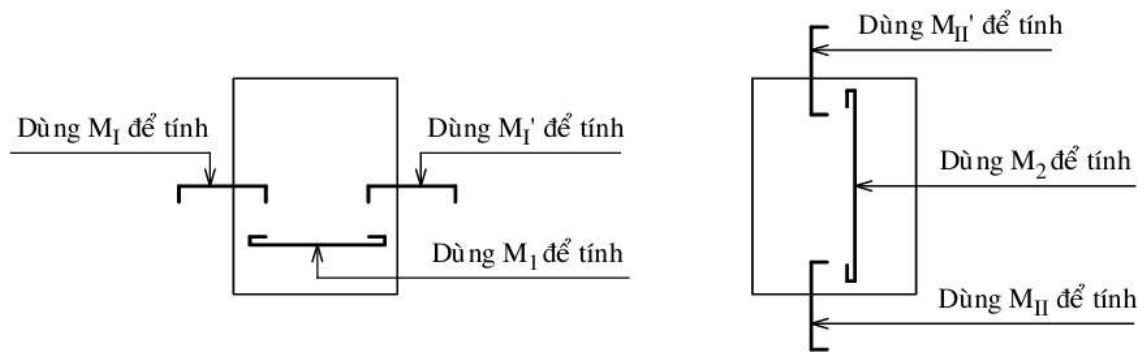 Dùng M_I để tính
Dùng M_I' để tính
Dùng M_1 để tính
Dùng M_II' để tính
Dùng M_2 để tính
Dùng M_II để tính